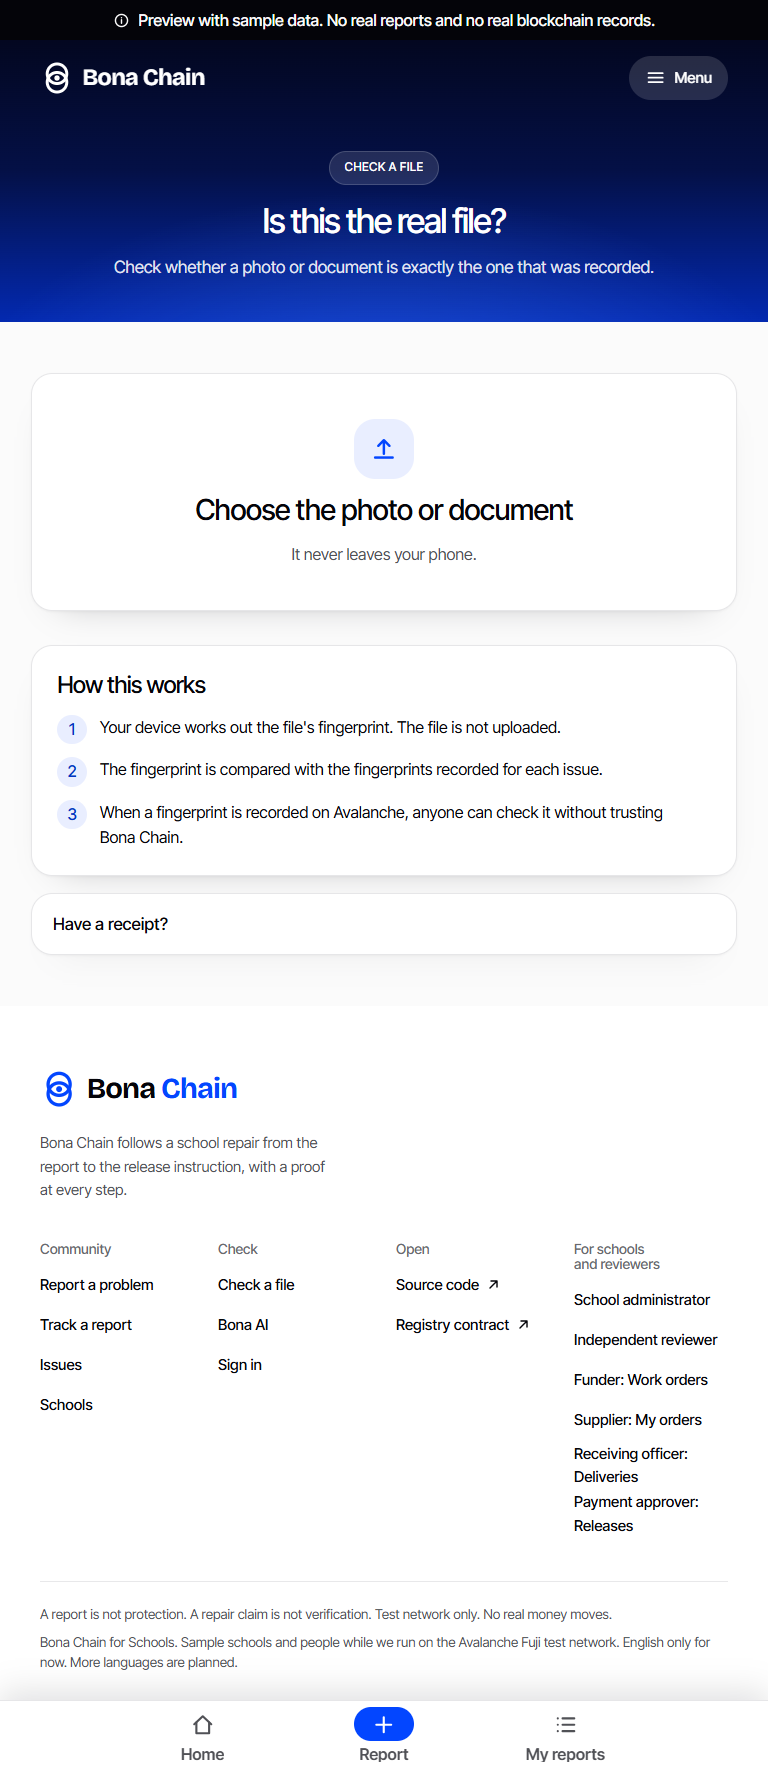 Preview with sample data. No real reports and no real blockchain records.
Bona Chain
Menu
CHECK A FILE
Is this the real file?
Check whether a photo or document is exactly the one that was recorded.
Choose the photo or document
It never leaves your phone.
How this works
1 Your device works out the file's fingerprint. The file is not uploaded.
2 The fingerprint is compared with the fingerprints recorded for each issue.
3 When a fingerprint is recorded on Avalanche, anyone can check it without trusting
Bona Chain.
Have a receipt?
Bona Chain
Bona Chain follows a school repair from the
report to the release instruction, with a proof
at every step.
Community
Report a problem
Track a report
Issues
Schools
Check
Check a file
Bona AI
Sign in
Open
Source code
Registry contract
For schools
and reviewers
School administrator
Independent reviewer
Funder: Work orders
Supplier: My orders
Receiving officer:
Deliveries
Payment approver:
Releases
A report is not protection. A repair claim is not verification. Test network only. No real money moves.
Bona Chain for Schools. Sample schools and people while we run on the Avalanche Fuji test network. English only for
now. More languages are planned.
Home
Report
My reports